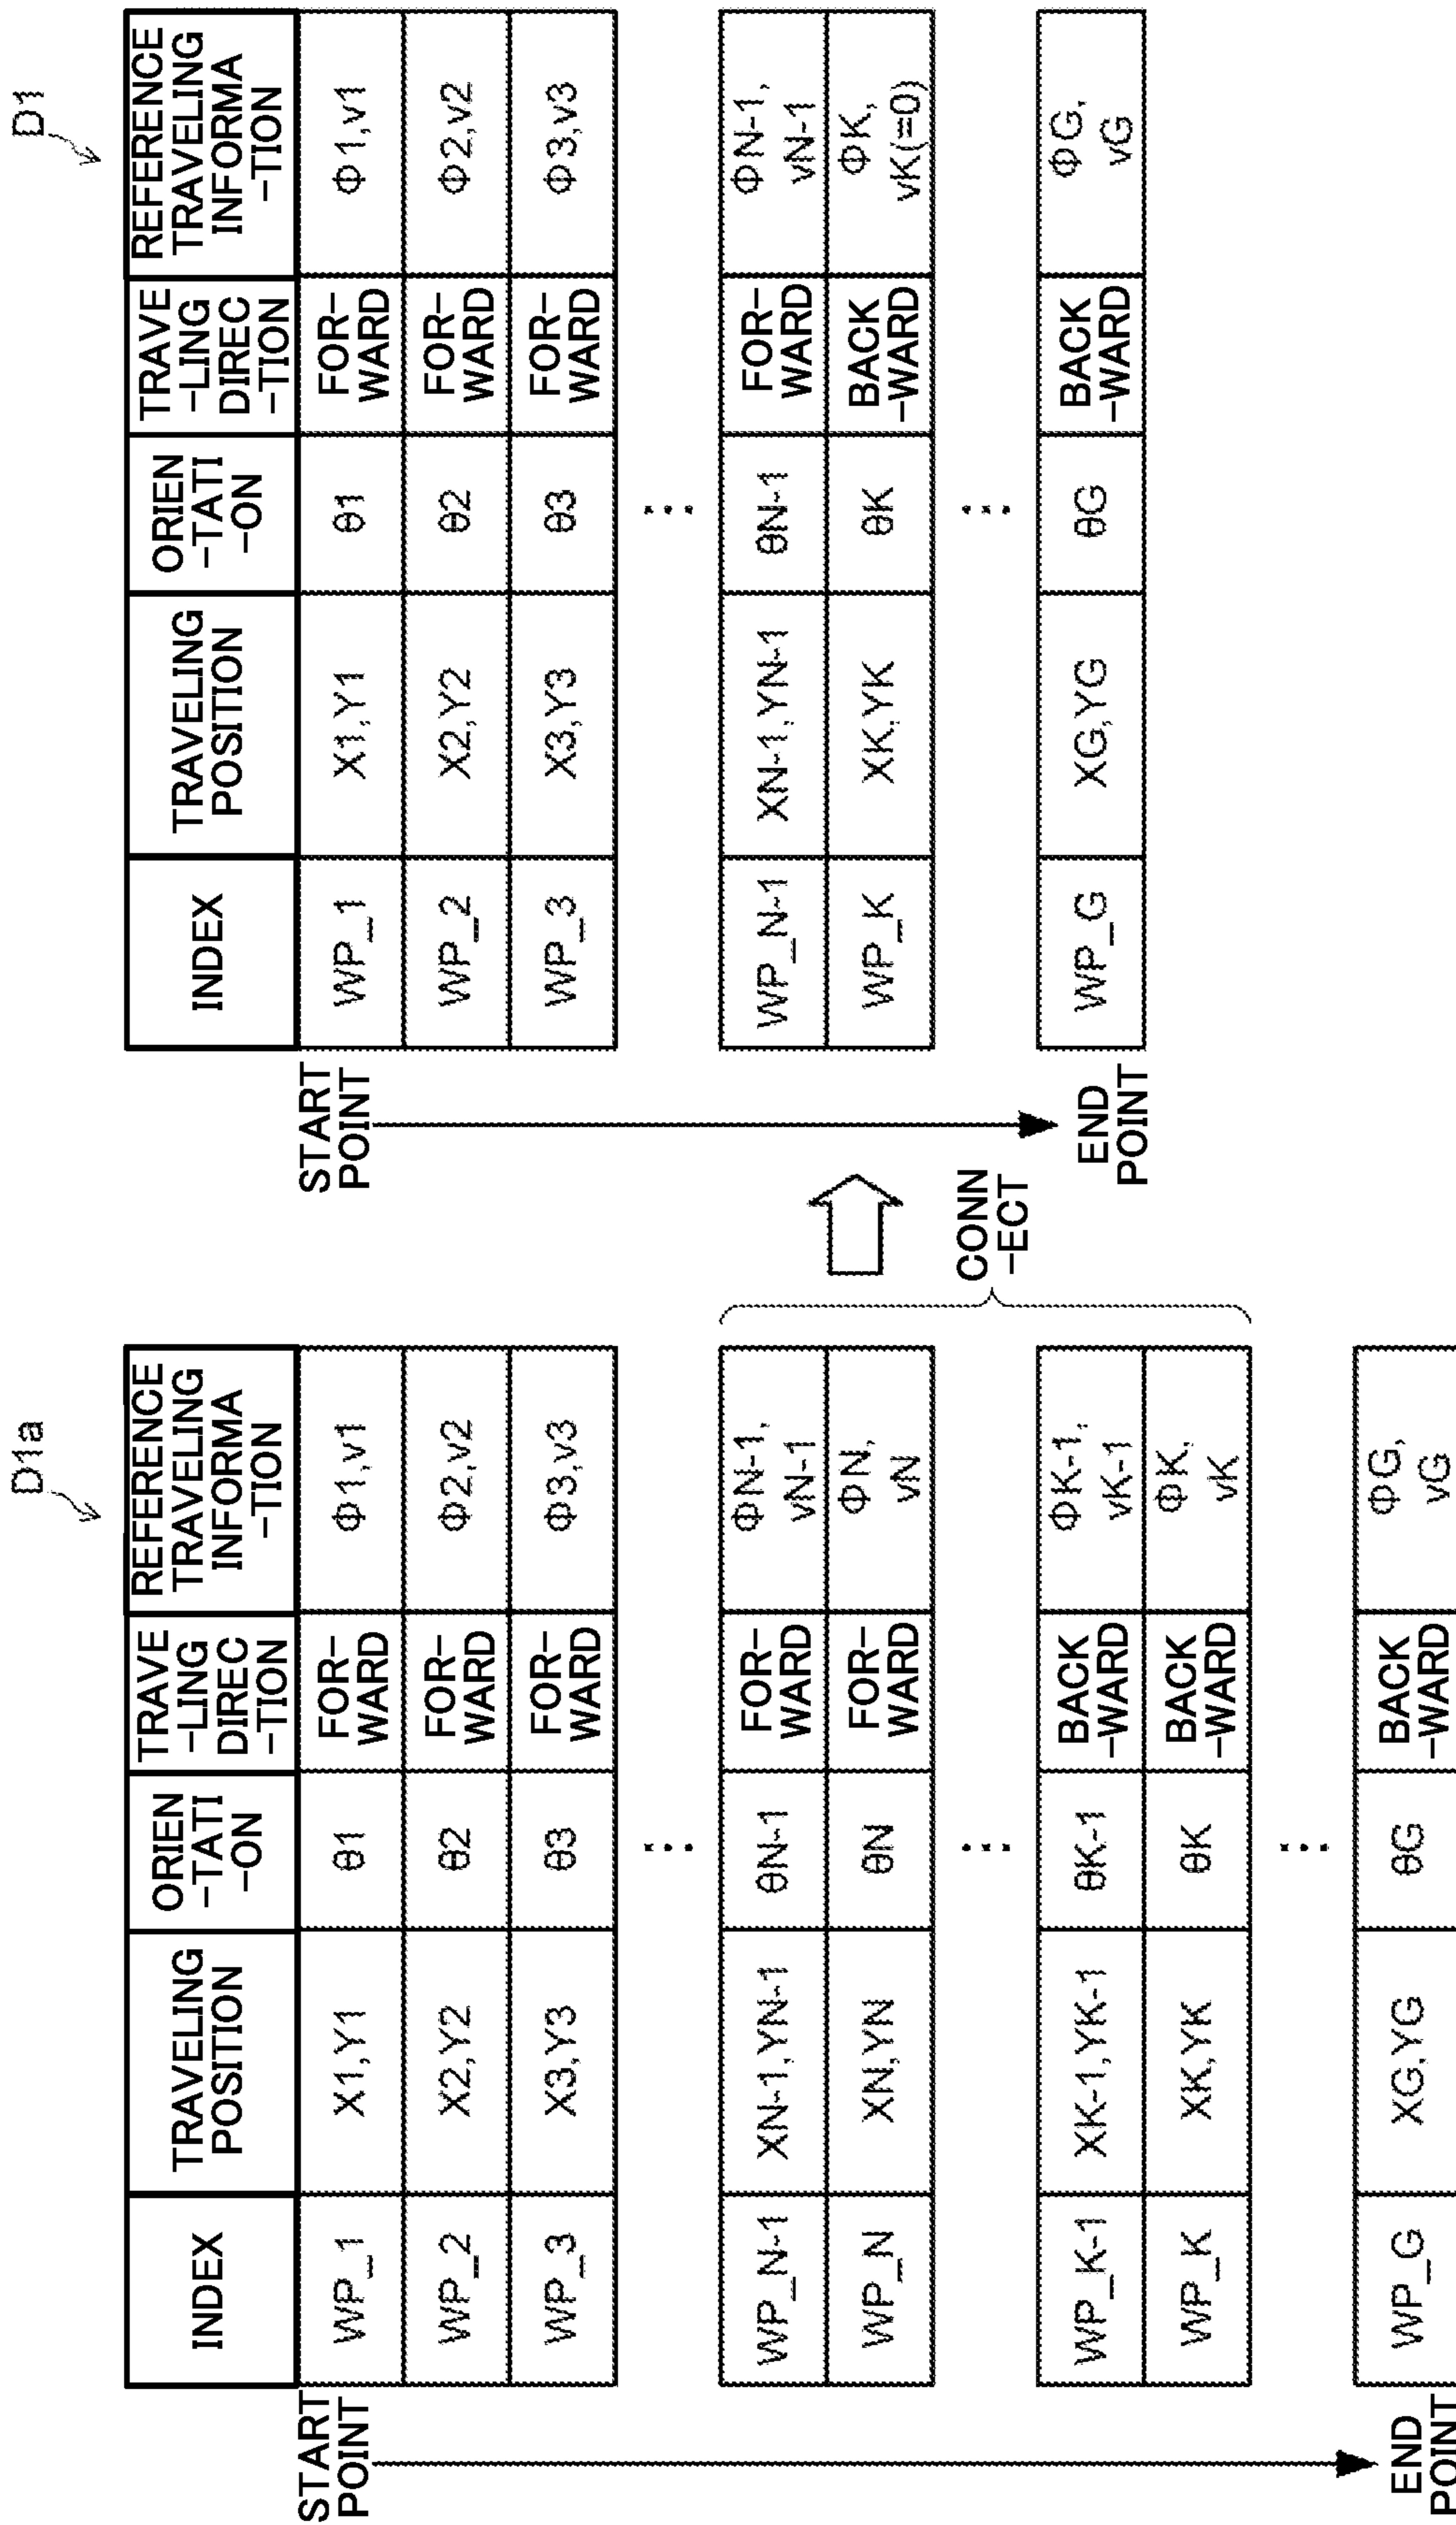 D1a
INDEX
TRAVELING
POSITION
ORIEN
-TATI
-ON
TRAVE
-LING
DIREC
-TION
REFERENCE
TRAVELING
INFORMA
-TION
START
POINT
WP_1
X1,Y1
θ1
FOR-
WARD
Φ1,v1
WP_2
X2,Y2
θ2
FOR-
WARD
Φ2,v2
WP_3
X3,Y3
θ3
FOR-
WARD
Φ3,v3
WP_N-1
XN-1,YN-1
θN-1
FOR-
WARD
ΦN-1,
vN-1
WP_N
XN,YN
θN
FOR-
WARD
ΦN,
vN
WP_K-1
XK-1,YK-1
θK-1
BACK
-WARD
ΦK-1,
vK-1
WP_K
XK,YK
θK
BACK
-WARD
ΦK,
vK
WP_G
XG,YG
θG
BACK
-WARD
ΦG,
vG
END
POINT
CONN
-ECT
D1
INDEX
TRAVELING
POSITION
ORIEN
-TATI
-ON
TRAVE
-LING
DIREC
-TION
REFERENCE
TRAVELING
INFORMA
-TION
START
POINT
WP_1
X1,Y1
θ1
FOR-
WARD
Φ1,v1
WP_2
X2,Y2
θ2
FOR-
WARD
Φ2,v2
WP_3
X3,Y3
θ3
FOR-
WARD
Φ3,v3
WP_N-1
XN-1,YN-1
θN-1
FOR-
WARD
ΦN-1,
vN-1
WP_K
XK,YK
θK
BACK
-WARD
ΦK,
vK(=0)
WP_G
XG,YG
θG
BACK
-WARD
ΦG,
vG
END
POINT